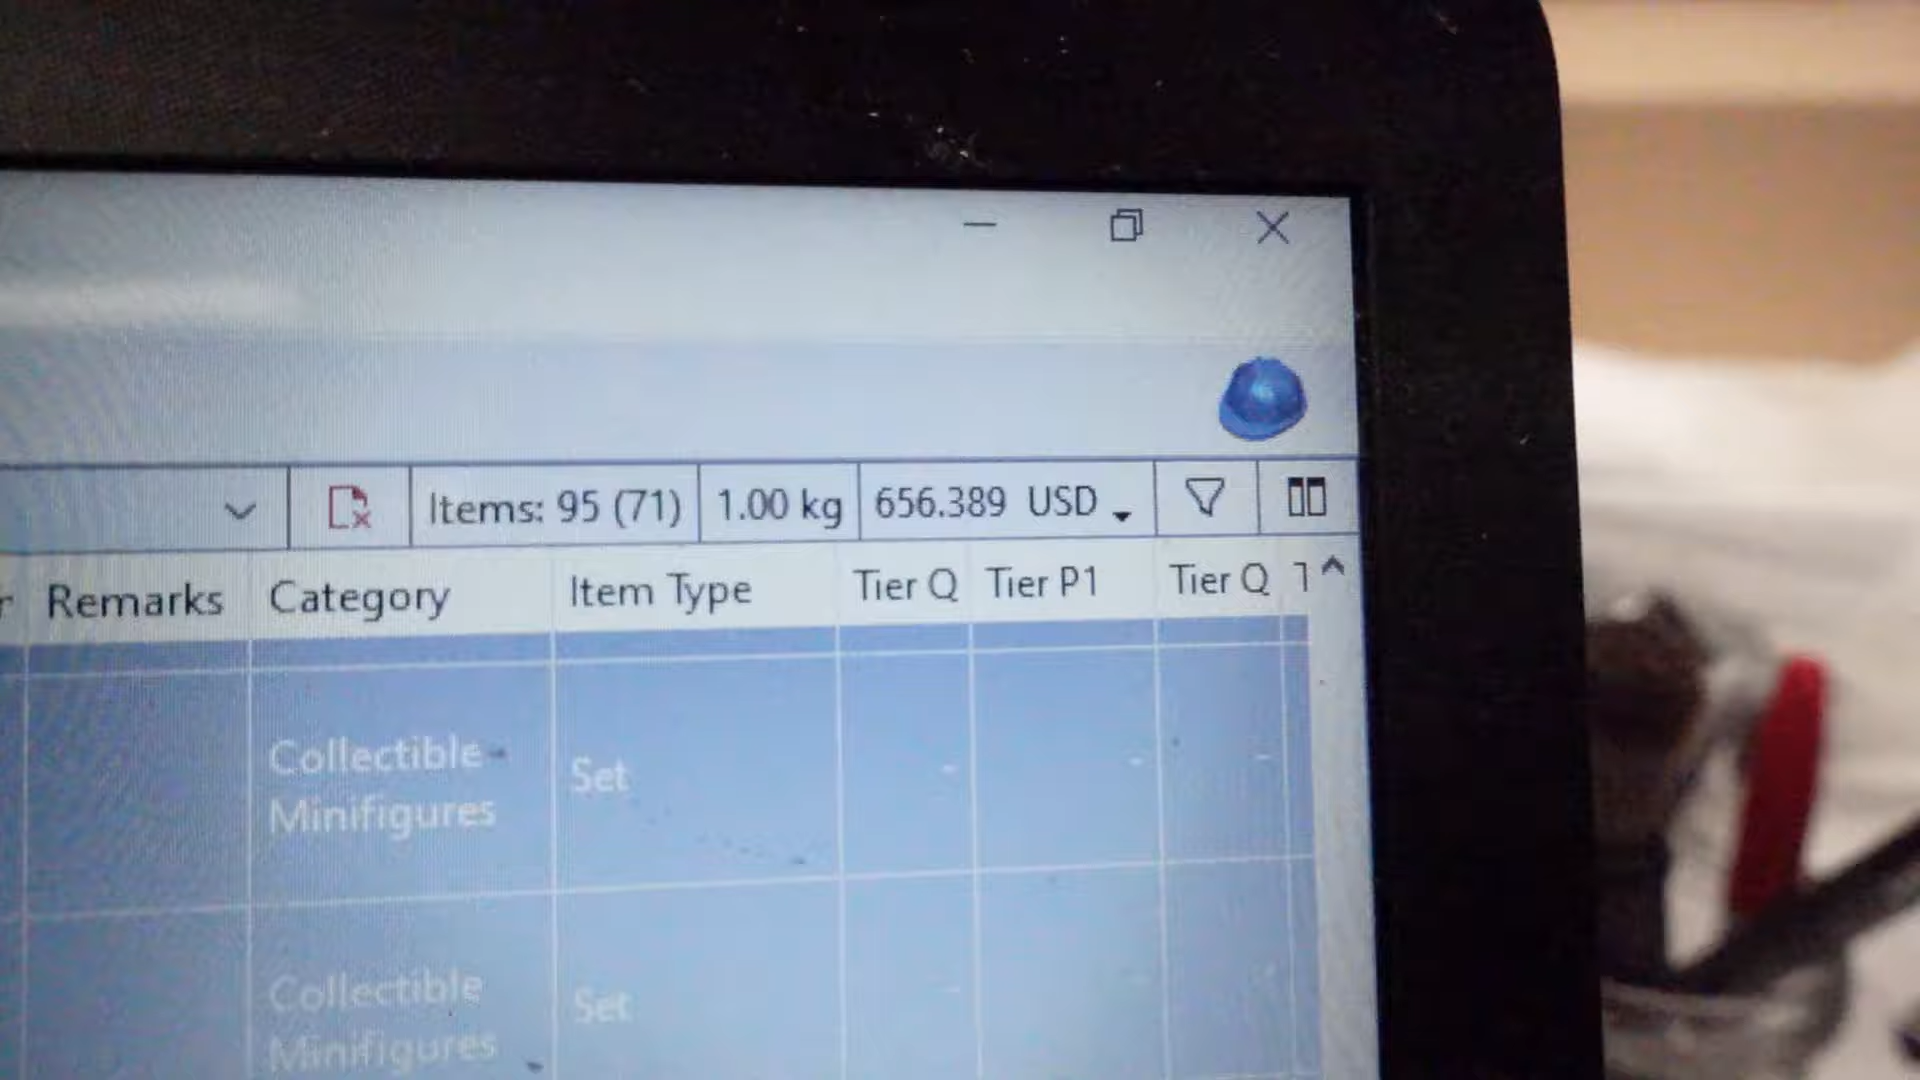 Items: 95 (71) 1.00 kg 656.389 USD
Remarks Category Item Type Tier Q Tier P1 Tier Q
Collectible
Minifigures
Set
Collectible
Minifigures
Set